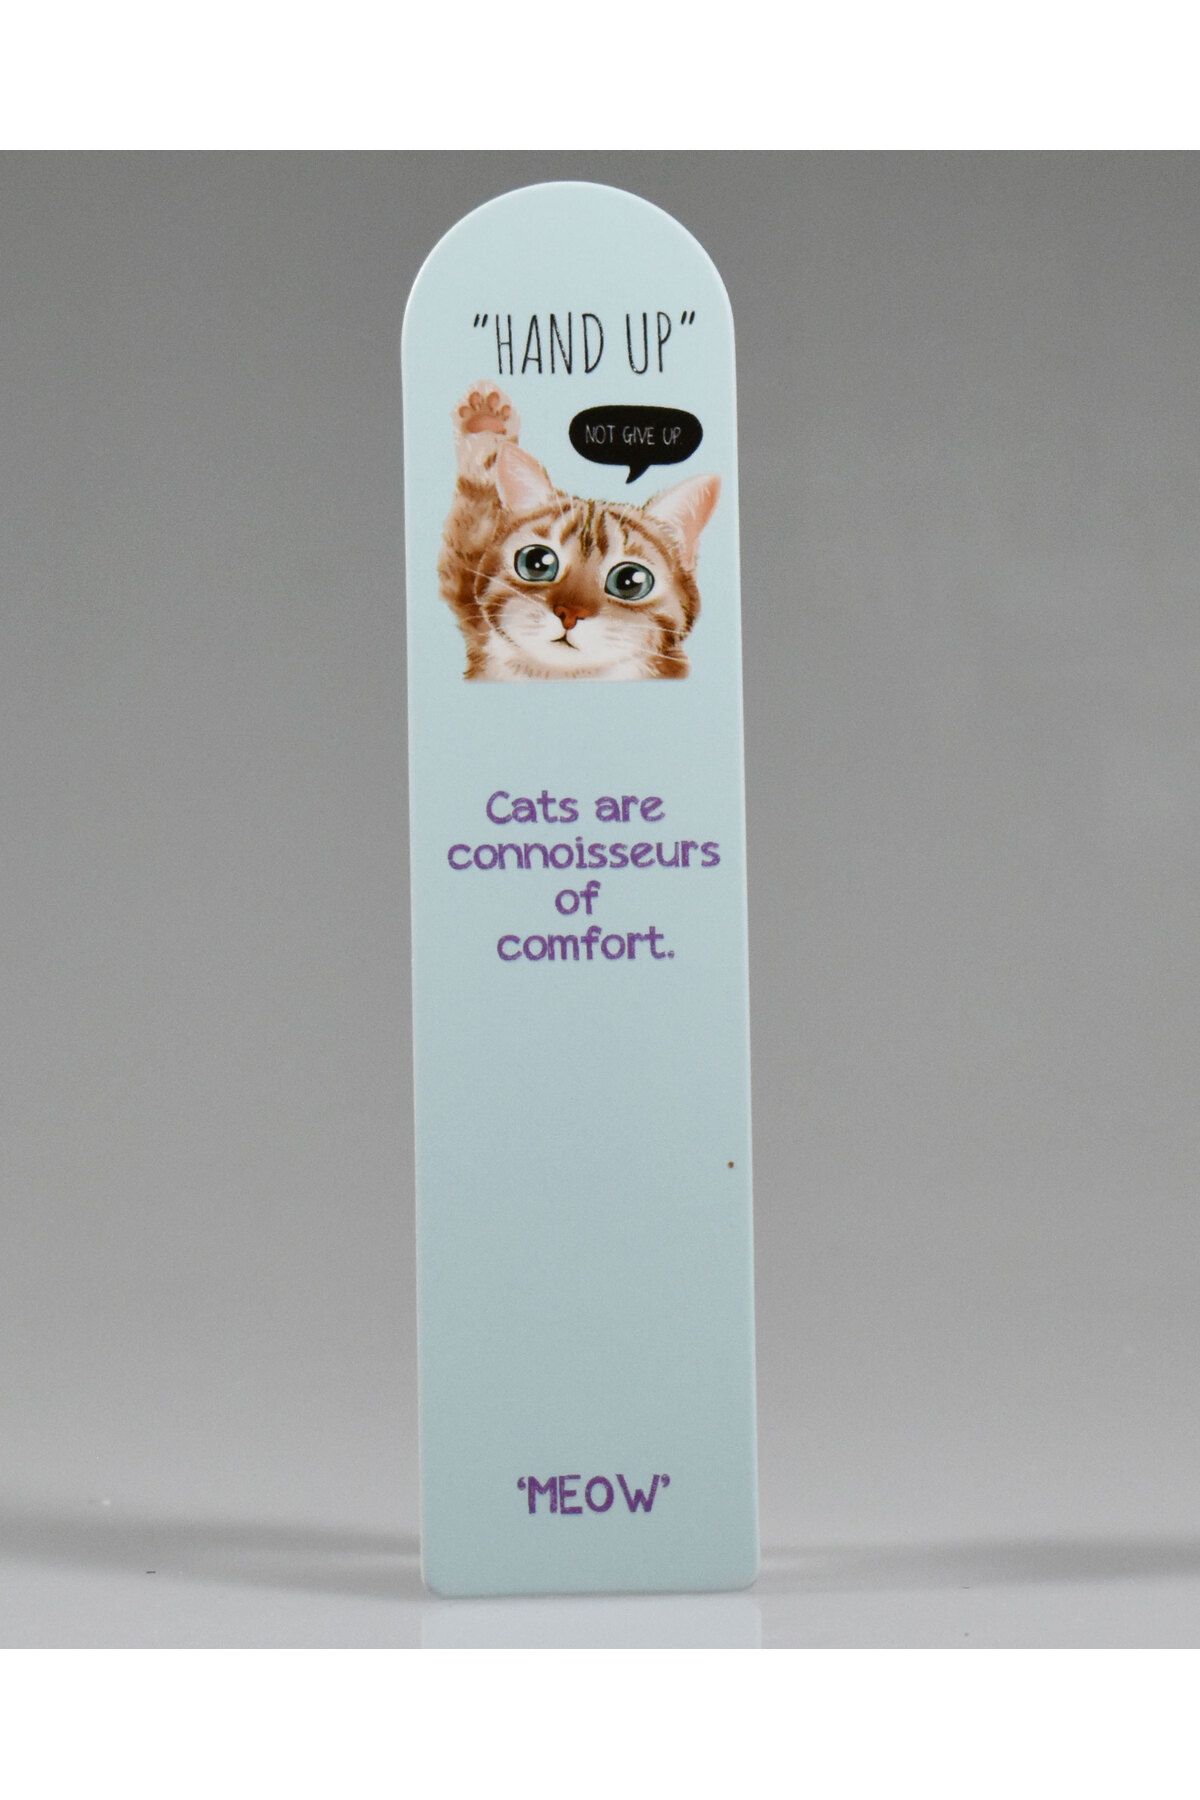 "HAND UP"
NOT GIVE UP.
Cats are
connoisseurs
of
comfort.
‘MEOW’